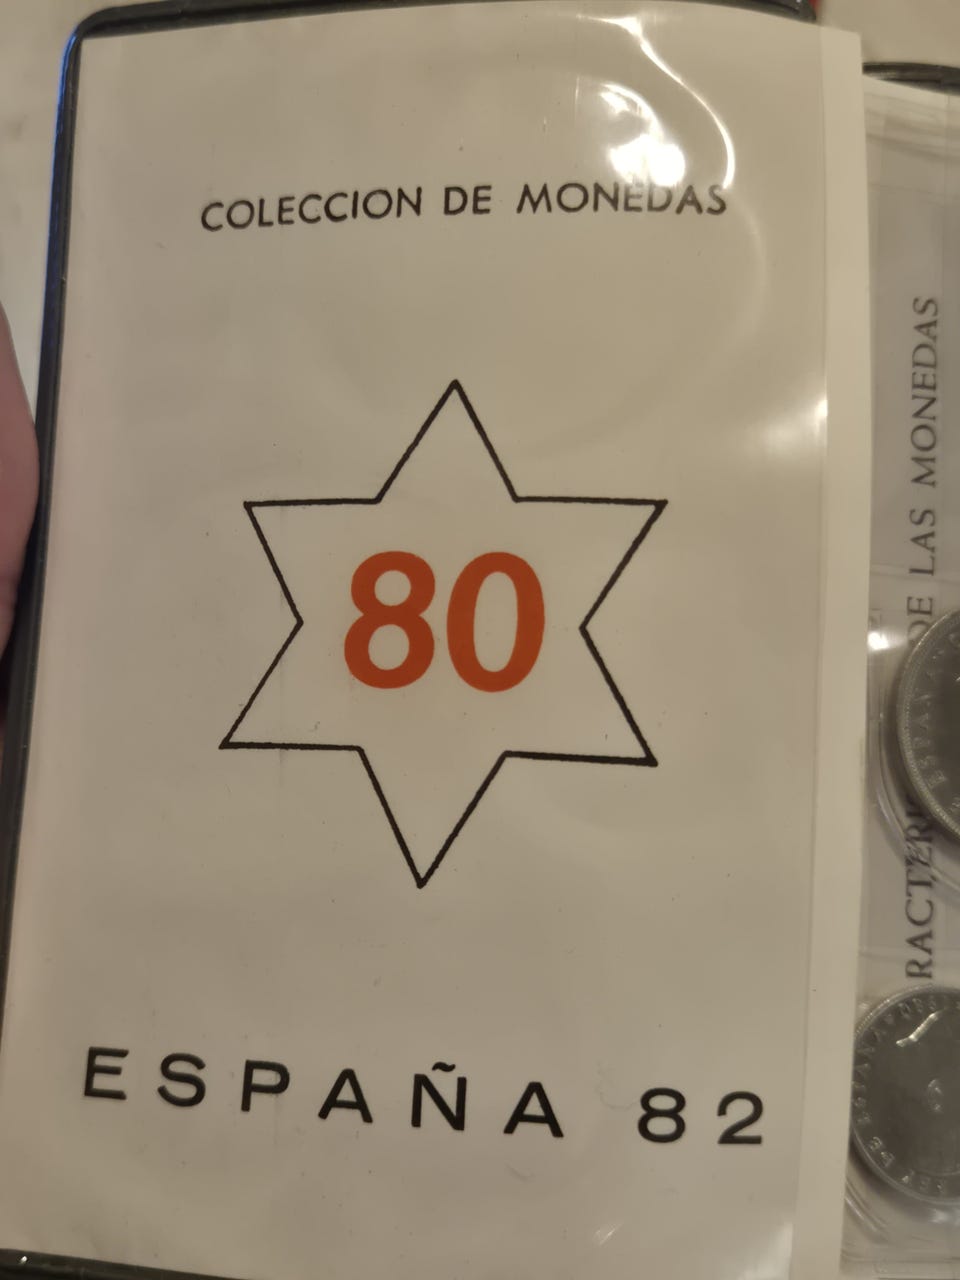 COLECCION DE MONEDAS
80
ESPAÑA 82
DE LAS MONEDAS